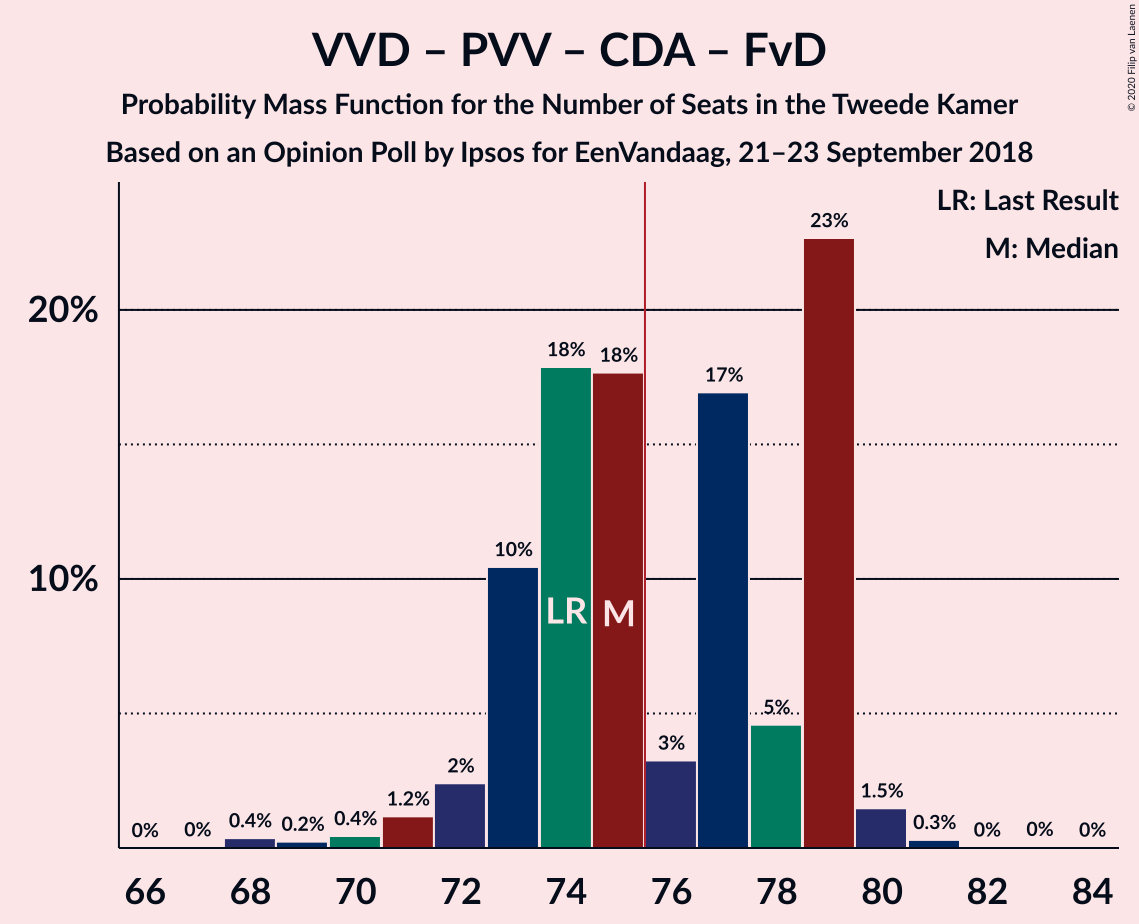 VVD – PVV – CDA – FvD
Probability Mass Function for the Number of Seats in the Tweede Kamer
Based on an Opinion Poll by Ipsos for EenVandaag, 21–23 September 2018
© 2020 Filip van Laenen
LR: Last Result
M: Median
20%
10%
0%
0%
0.4%
0.2%
0.4%
1.2%
2%
10%
18%
18%
3%
17%
5%
23%
1.5%
0.3%
0%
0%
0%
LR
M
66 68 70 72 74 76 78 80 82 84